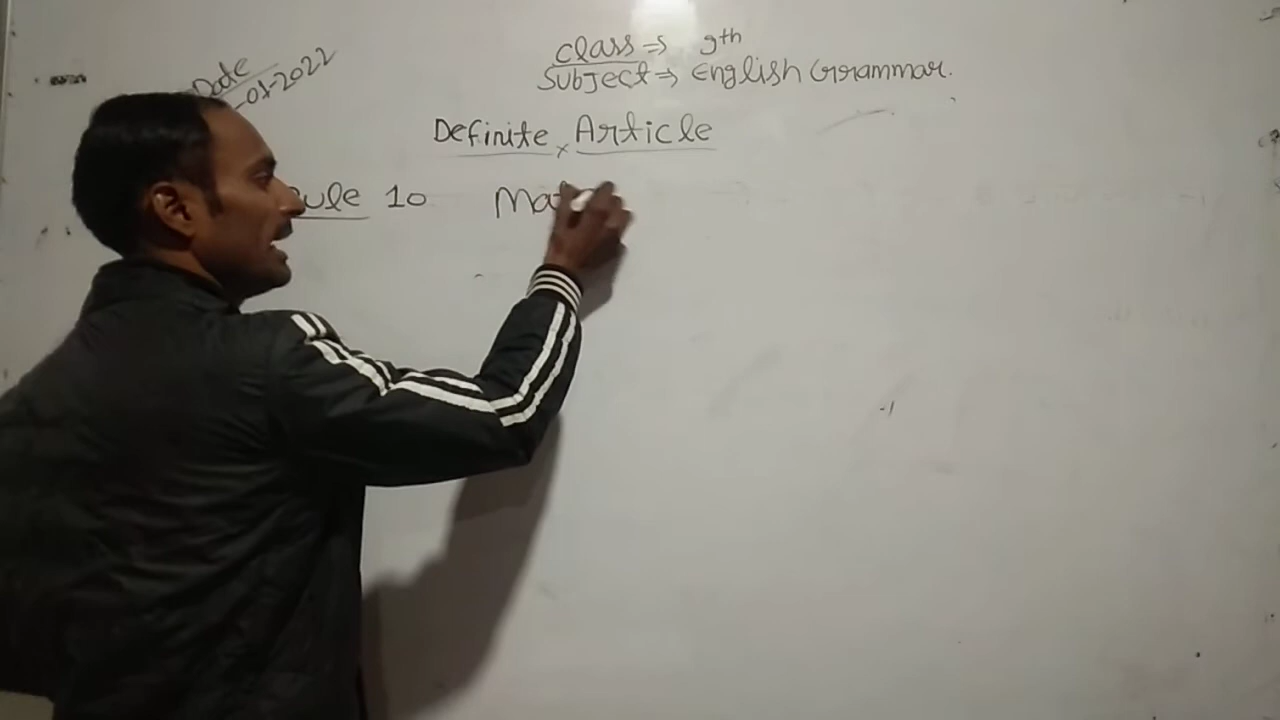 Class => 9th
Subject => English Grammar.
Date
-01-2022
Definite × Article
10